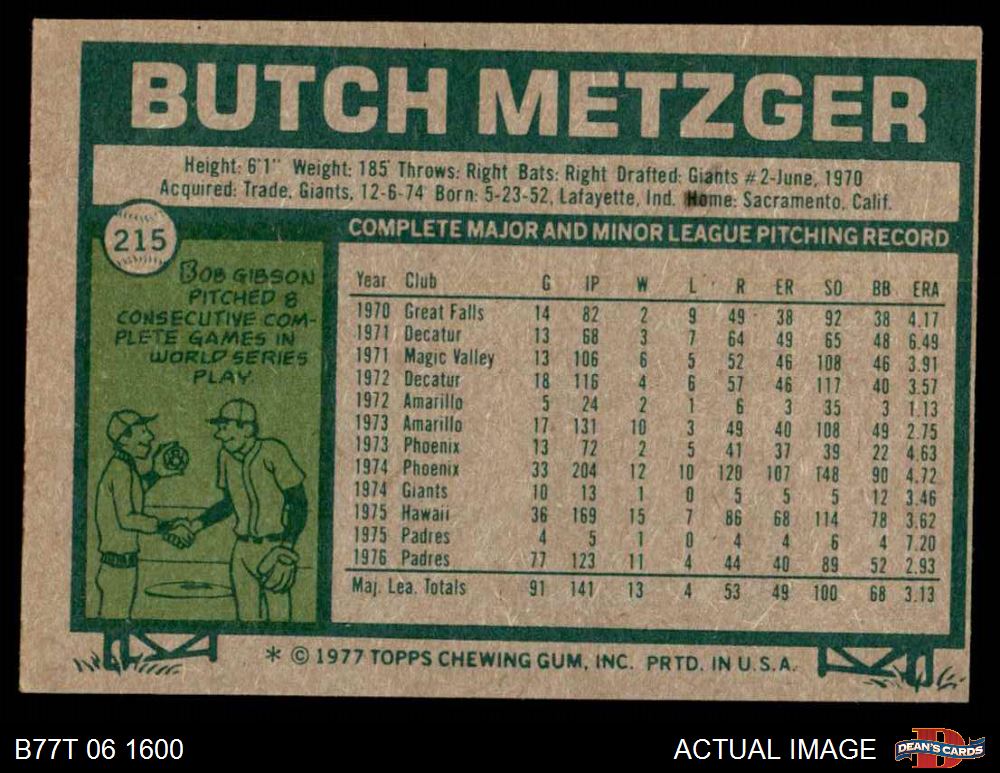 BUTCH METZGER
Height: 6'1" Weight: 185 Throws: Right Bats: Right Drafted: Giants #2-June, 1970
Acquired: Trade, Giants, 12-6-74 Born: 5-23-52, Lafayette, Ind. Home: Sacramento, Calif.
215
BOB GIBSON
PITCHED 8
CONSECUTIVE COM-
PLETE GAMES IN
WORLD SERIES
PLAY.
COMPLETE MAJOR AND MINOR LEAGUE PITCHING RECORD
Year Club G IP W L R ER SO BB ERA
1970 Great Falls 14 82 2 9 49 38 92 38 4.17
1971 Decatur 13 68 3 7 64 49 65 48 6.49
1971 Magic Valley 13 106 6 5 52 46 108 46 3.91
1972 Decatur 18 116 4 6 57 46 117 40 3.57
1972 Amarillo 5 24 2 1 6 3 35 3 1.13
1973 Amarillo 17 131 10 3 49 40 108 49 2.75
1973 Phoenix 13 72 2 5 41 37 39 22 4.63
1974 Phoenix 33 204 12 10 120 107 148 90 4.72
1974 Giants 10 13 1 0 5 5 5 12 3.46
1975 Hawaii 36 169 15 7 86 68 114 78 3.62
1975 Padres 4 5 1 0 4 4 6 4 7.20
1976 Padres 77 123 11 4 44 40 89 52 2.93
Maj. Lea. Totals 91 141 13 4 53 49 100 68 3.13
* © 1977 TOPPS CHEWING GUM, INC. PRTD. IN U.S.A.
B77T 06 1600
ACTUAL IMAGE
D
DEAN'S CARDS